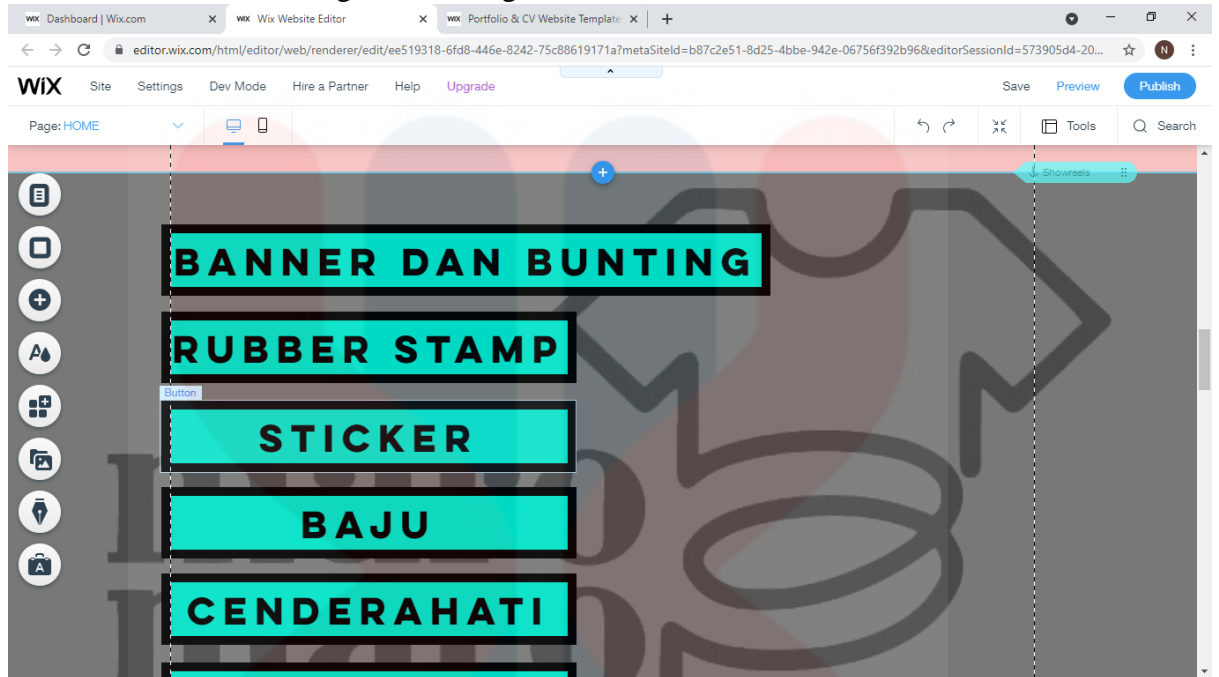 Dashboard | Wix.com
Wix Website Editor
Portfolio & CV Website Template
editor.wix.com/html/editor/web/renderer/edit/ee519318-6fd8-446e-8242-75c88619171a?metaSiteId=b87c2e51-8d25-4bbe-942e-06756f392b96&editorSessionId=573905d4-20...
N
WiX Site Settings Dev Mode Hire a Partner Help Upgrade Save Preview Publish
Page: HOME Tools Search
Showreels
BANNER DAN BUNTING
RUBBER STAMP
Button
STICKER
BAJU
CENDERAHATI